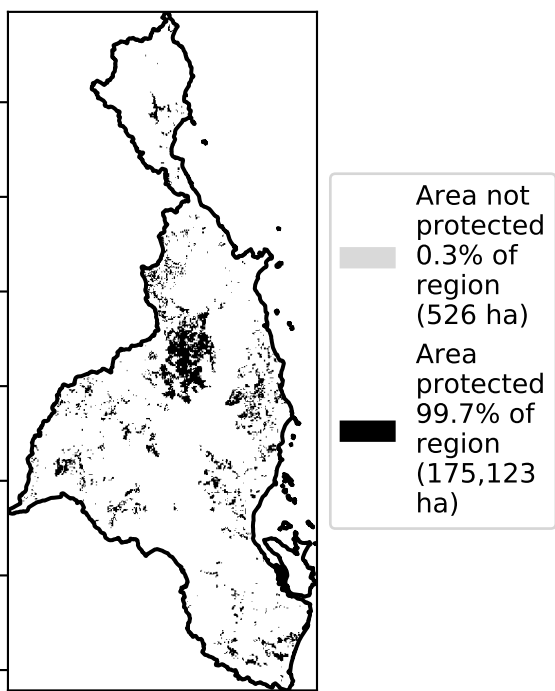 Area not
protected
0.3% of
region
(526 ha)
Area
protected
99.7% of
region
(175,123
ha)